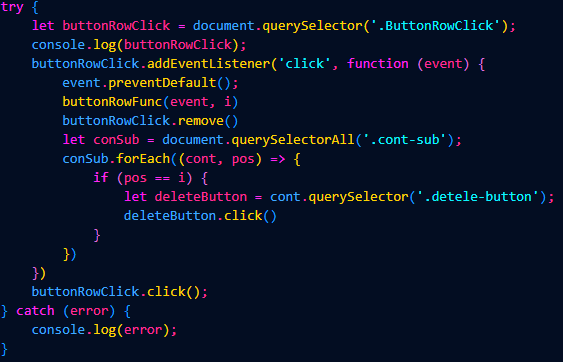 try {
let buttonRowClick = document.querySelector('.ButtonRowClick');
console.log(buttonRowClick);
buttonRowClick.addEventListener('click', function (event) {
event.preventDefault();
buttonRowFunc(event, i)
buttonRowClick.remove()
let conSub = document.querySelectorAll('.cont-sub');
conSub.forEach((cont, pos) => {
if (pos == i) {
let deleteButton = cont.querySelector('.detele-button');
deleteButton.click()
}
})
})
buttonRowClick.click();
} catch (error) {
console.log(error);
}